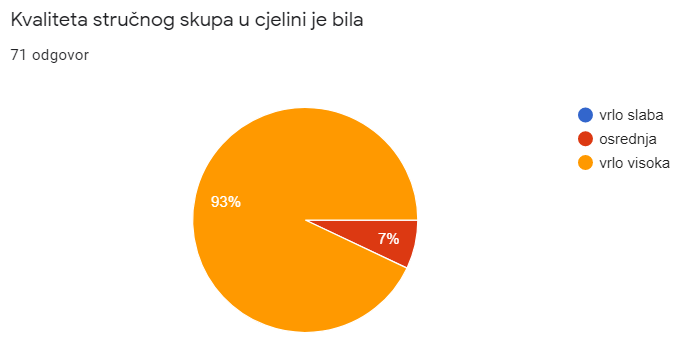 Kvaliteta stručnog skupa u cjelini je bila
71 odgovor
vrlo slaba
osrednja
vrlo visoka
93%
7%